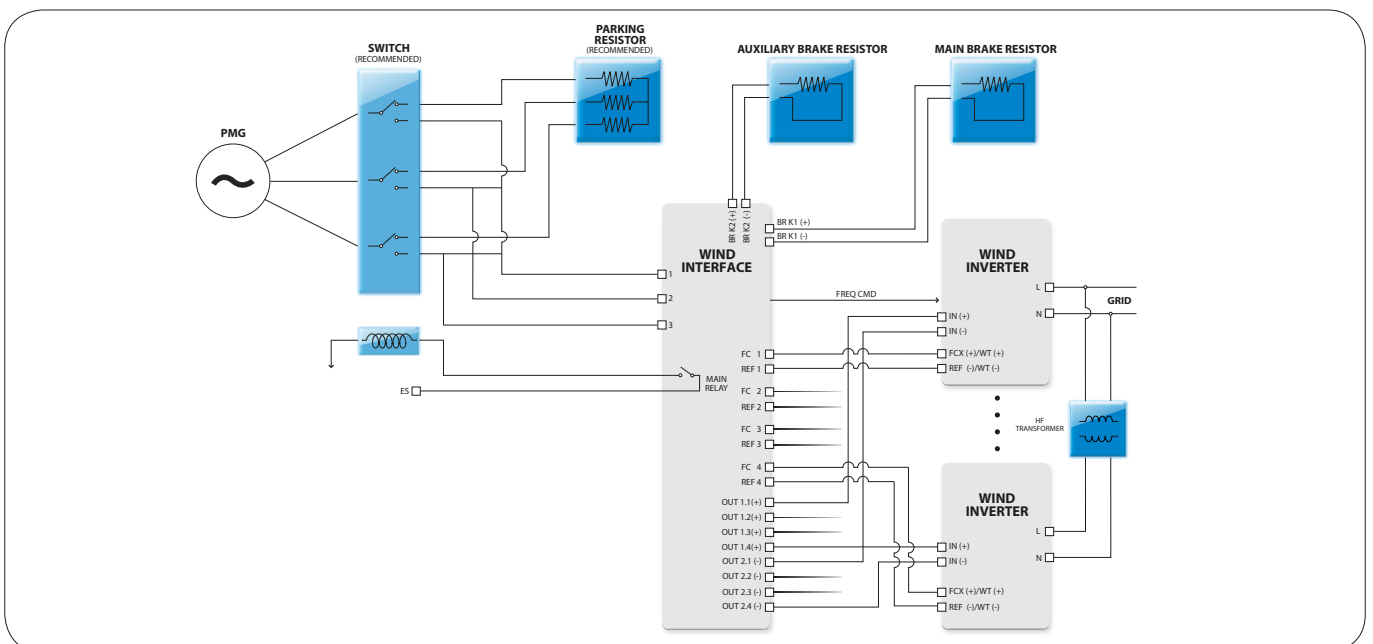 PARKING
RESISTOR
(RECOMMENDED)
SWITCH
(RECOMMENDED)
AUXILIARY BRAKE RESISTOR
MAIN BRAKE RESISTOR
PMG
BR K2 (+)
BR K2 (-)
BR K1 (+)
BR K1 (-)
WIND
INTERFACE
1
2
3
MAIN
RELAY
ES
FREQ CMD
FC 1
REF 1
FC 2
REF 2
FC 3
REF 3
FC 4
REF 4
OUT 1.1(+)
OUT 1.2(+)
OUT 1.3(+)
OUT 1.4(+)
OUT 2.1 (-)
OUT 2.2 (-)
OUT 2.3 (-)
OUT 2.4 (-)
WIND
INVERTER
L
N
GRID
IN (+)
IN (-)
FCX (+)/WT (+)
REF (-)/WT (-)
HF
TRANSFORMER
WIND
INVERTER
L
N
IN (+)
IN (-)
FCX (+)/WT (+)
REF (-)/WT (-)